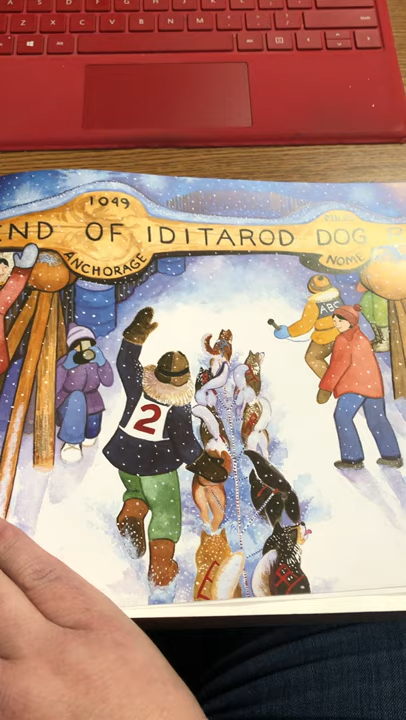 1049
END OF IDITAROD DOG
ANCHORAGE
NOME
ABC
2